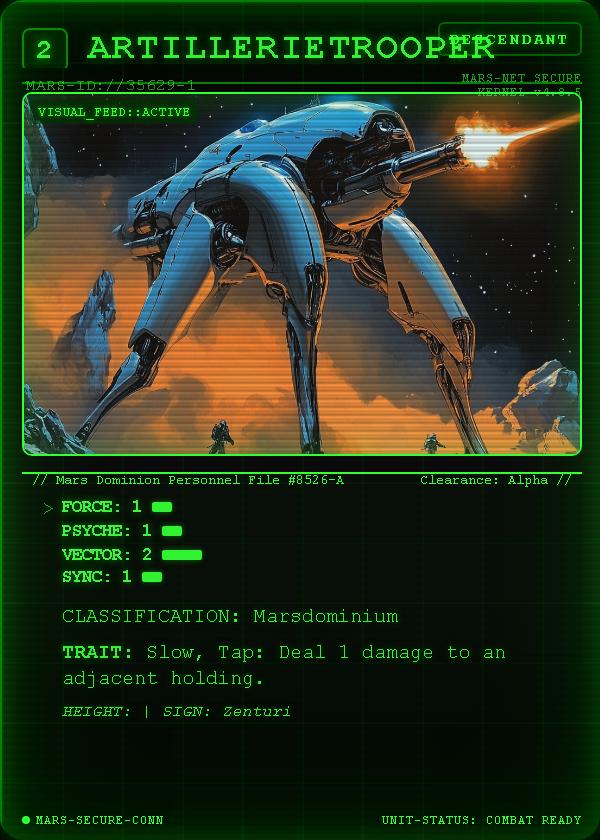 2
ARTILLERIETROOPER
DESCENDANT
MARS-ID://35629-1
MARS-NET SECURE
KERNEL v4.8.5
VISUAL_FEED::ACTIVE
// Mars Dominion Personnel File #8526-A
Clearance: Alpha //
> FORCE: 1
PSYCHE: 1
VECTOR: 2
SYNC: 1
CLASSIFICATION: Marsdominium
TRAIT: Slow, Tap: Deal 1 damage to an
adjacent holding.
HEIGHT: | SIGN: Zenturi
MARS-SECURE-CONN
UNIT-STATUS: COMBAT READY